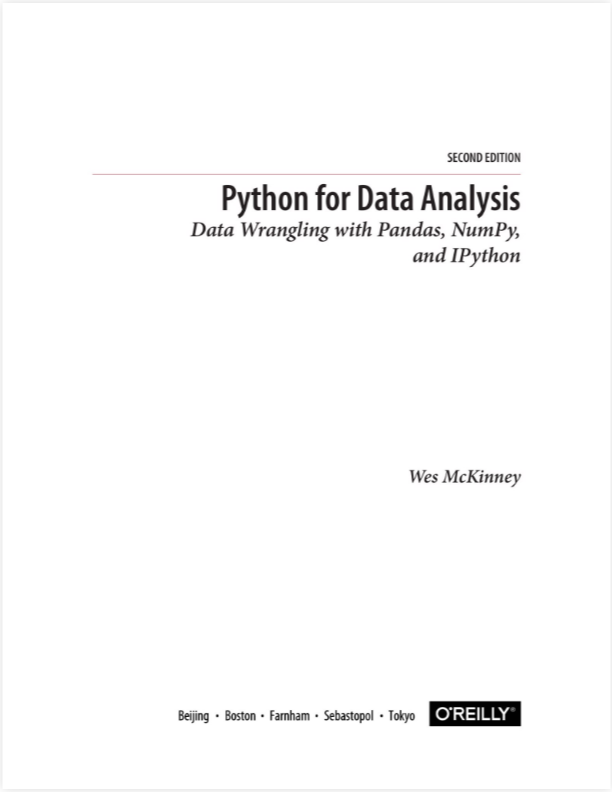 SECOND EDITION
Python for Data Analysis
Data Wrangling with Pandas, NumPy,
and IPython
Wes McKinney
Beijing • Boston • Farnham • Sebastopol • Tokyo O'REILLY®